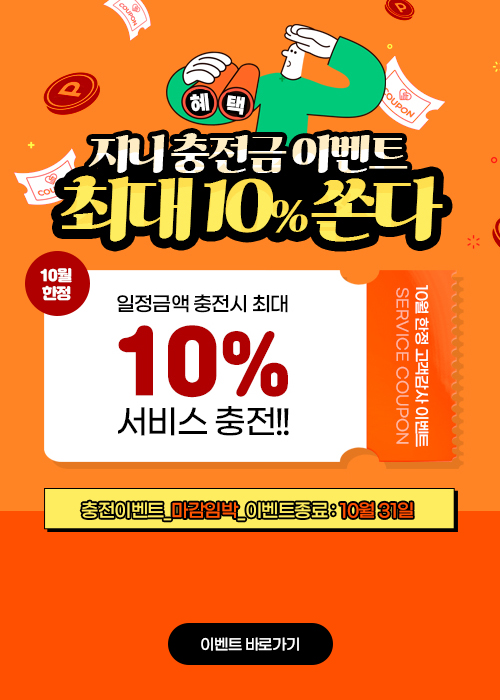 COUPON
P
혜택
COUPON
COU
지니 충전금 이벤트
최대 10% 쏜다
10월
한정
일정금액 충전시 최대
10%
서비스 충전!!
10월 한정 고객감사 이벤트
SERVICE COUPON
충전이벤트_마감임박_이벤트종료 : 10월 31일
이벤트 바로가기